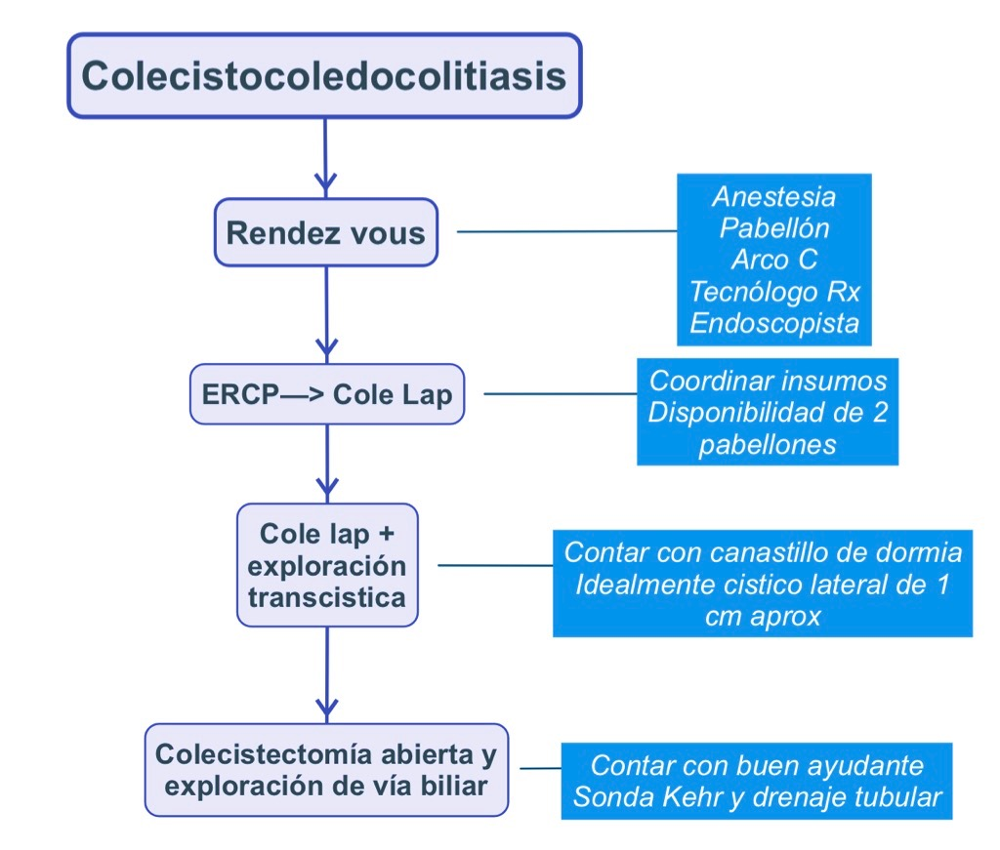 Colecistocoledocolitiasis
Rendez vous
Anestesia
Pabellón
Arco C
Tecnólogo Rx
Endoscopista
ERCP—> Cole Lap
Coordinar insumos
Disponibilidad de 2
pabellones
Cole lap +
exploración
transcistica
Contar con canastillo de dormia
Idealmente cistico lateral de 1
cm aprox
Colecistectomía abierta y
exploración de vía biliar
Contar con buen ayudante
Sonda Kehr y drenaje tubular